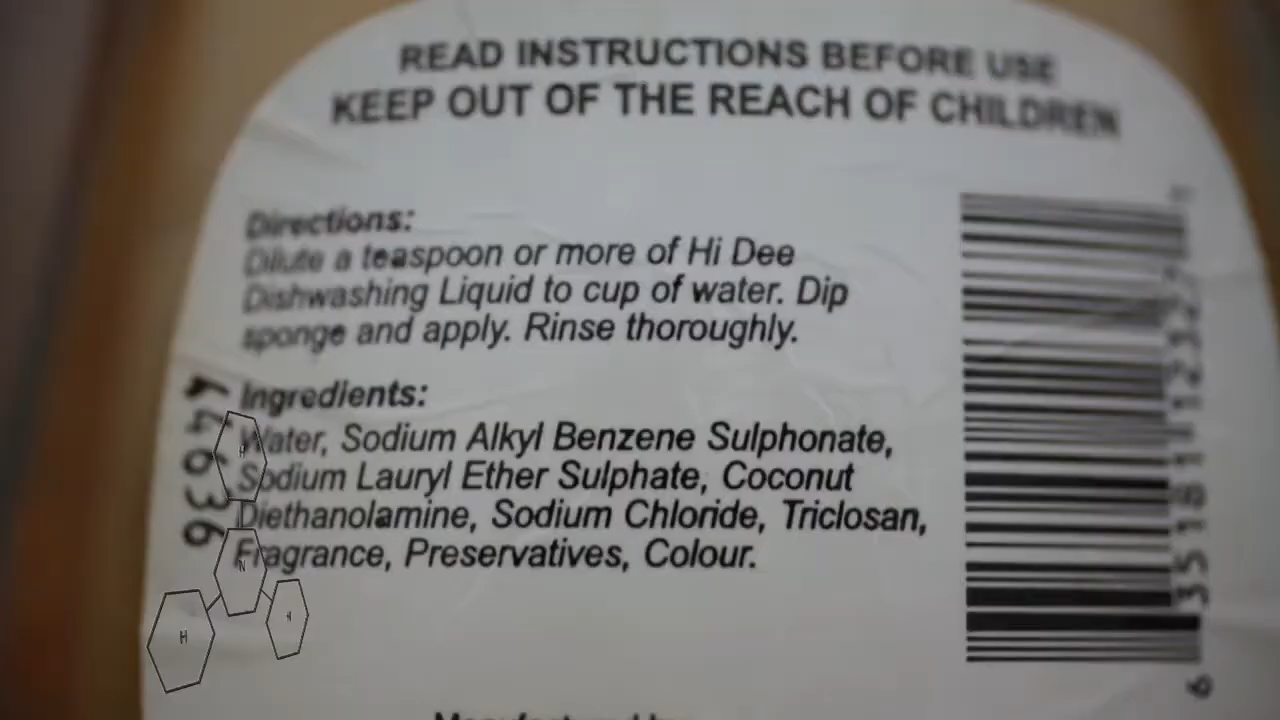 READ INSTRUCTIONS BEFORE USE
KEEP OUT OF THE REACH OF CHILDREN
Directions:
Dilute a teaspoon or more of Hi Dee
Dishwashing Liquid to cup of water. Dip
sponge and apply. Rinse thoroughly.
Ingredients:
Water, Sodium Alkyl Benzene Sulphonate,
Sodium Lauryl Ether Sulphate, Coconut
Diethanolamine, Sodium Chloride, Triclosan,
Fragrance, Preservatives, Colour.
H
N
H
H